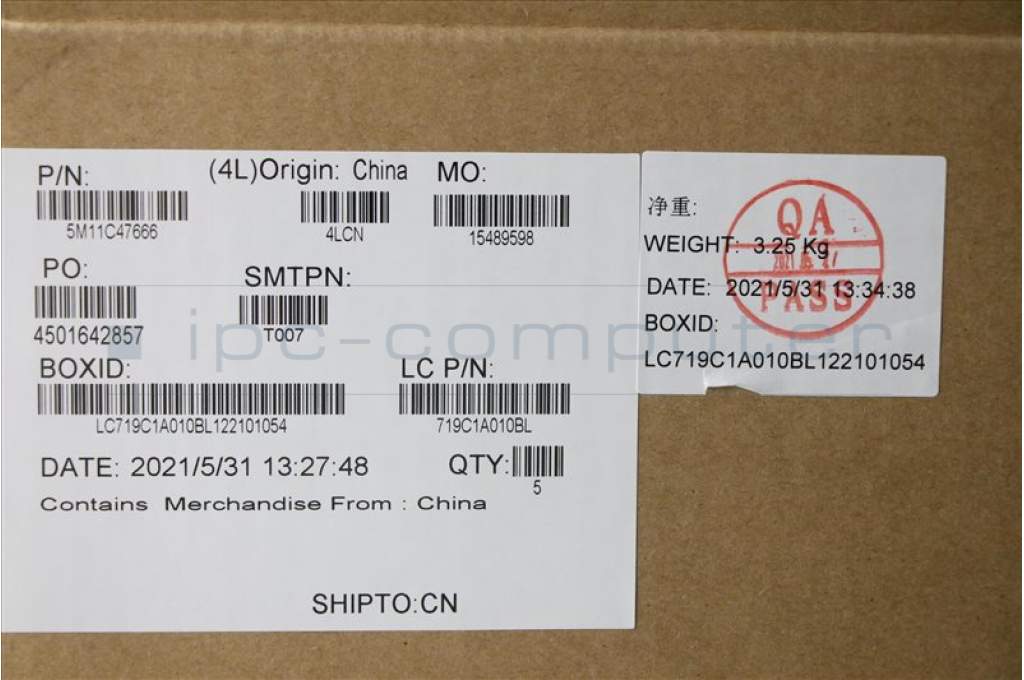 P/N:
(4L)Origin: China
MO:
5M11C47666
4LCN
15489598
PO:
SMTPN:
4501642857
T007
BOXID:
LC P/N:
LC719C1A010BL122101054
719C1A010BL
DATE: 2021/5/31 13:27:48
QTY:
5
Contains Merchandise From : China
SHIPTO:CN
净重:
QA
WEIGHT: 3.25 Kg
DATE: 2021/5/31 13:34:38
PASS
BOXID:
LC719C1A010BL122101054
ipc-computer